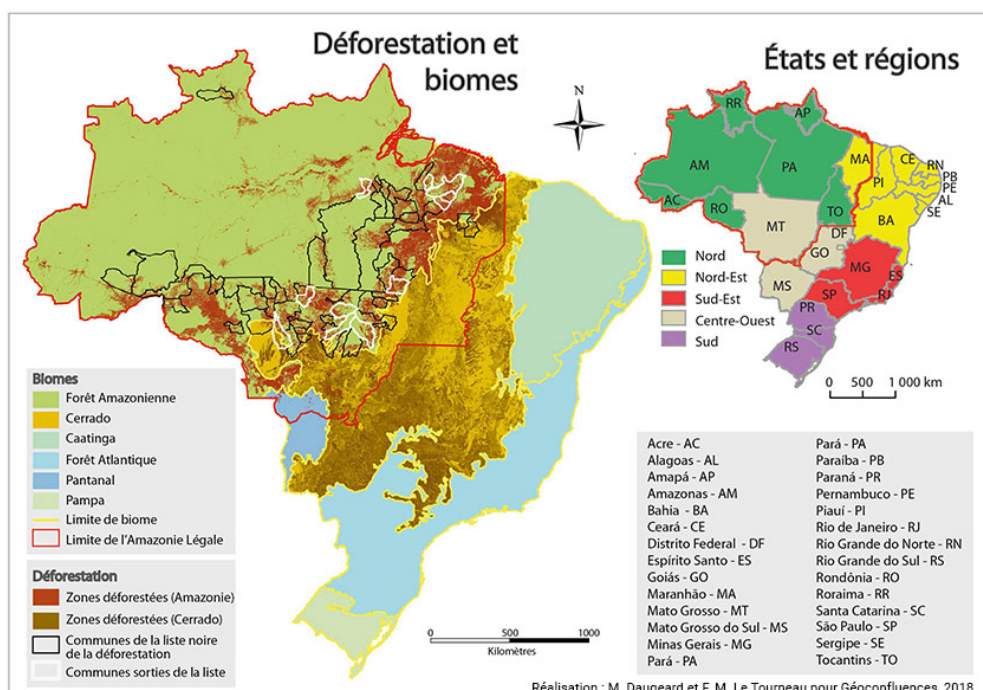 Déforestation et
biomes
N
Biomes
Forêt Amazonienne
Cerrado
Caatinga
Forêt Atlantique
Pantanal
Pampa
Limite de biome
Limite de l'Amazonie Légale
Déforestation
Zones déforestées (Amazonie)
Zones déforestées (Cerrado)
Communes de la liste noire
de la déforestation
Communes sorties de la liste
0 500 1000
Kilomètres
États et régions
RR
AP
AM
PA
MA
CE
RN
PB
PE
AL
SE
PI
AC
RO
TO
BA
MT
DF
GO
MG
ES
MS
SP
RJ
PR
SC
RS
Nord
Nord-Est
Sud-Est
Centre-Ouest
Sud
0 500 1 000 km
Acre - AC
Alagoas - AL
Amapá - AP
Amazonas - AM
Bahia - BA
Ceará - CE
Distrito Federal - DF
Espírito Santo - ES
Goiás - GO
Maranhão - MA
Mato Grosso - MT
Mato Grosso do Sul - MS
Minas Gerais - MG
Pará - PA
Pará - PA
Paraíba - PB
Paraná - PR
Pernambuco - PE
Piauí - PI
Rio de Janeiro - RJ
Rio Grande do Norte - RN
Rio Grande do Sul - RS
Rondônia - RO
Roraima - RR
Santa Catarina - SC
São Paulo - SP
Sergipe - SE
Tocantins - TO
Réalisation : M. Daugeard et F. M. Le Tourneau pour Géoconfluences, 2018